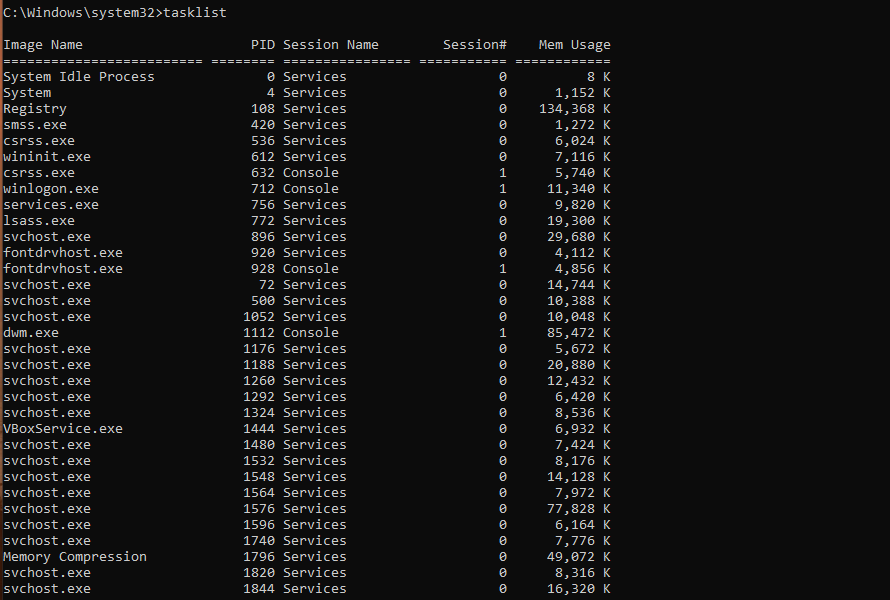 C:\Windows\system32>tasklist
Image Name                     PID Session Name        Session#    Mem Usage
========================= ======== ================ =========== ============
System Idle Process              0 Services                   0          8 K
System                           4 Services                   0      1,152 K
Registry                       108 Services                   0    134,368 K
smss.exe                       420 Services                   0      1,272 K
csrss.exe                      536 Services                   0      6,024 K
wininit.exe                    612 Services                   0      7,116 K
csrss.exe                      632 Console                    1      5,740 K
winlogon.exe                   712 Console                    1     11,340 K
services.exe                   756 Services                   0      9,820 K
lsass.exe                      772 Services                   0     19,300 K
svchost.exe                    896 Services                   0     29,680 K
fontdrvhost.exe                920 Services                   0      4,112 K
fontdrvhost.exe                928 Console                    1      4,856 K
svchost.exe                     72 Services                   0     14,744 K
svchost.exe                    500 Services                   0     10,388 K
svchost.exe                   1052 Services                   0     10,048 K
dwm.exe                       1112 Console                    1     85,472 K
svchost.exe                   1176 Services                   0      5,672 K
svchost.exe                   1188 Services                   0     20,880 K
svchost.exe                   1260 Services                   0     12,432 K
svchost.exe                   1292 Services                   0      6,420 K
svchost.exe                   1324 Services                   0      8,536 K
VBoxService.exe               1444 Services                   0      6,932 K
svchost.exe                   1480 Services                   0      7,424 K
svchost.exe                   1532 Services                   0      8,176 K
svchost.exe                   1548 Services                   0     14,128 K
svchost.exe                   1564 Services                   0      7,972 K
svchost.exe                   1576 Services                   0     77,828 K
svchost.exe                   1596 Services                   0      6,164 K
svchost.exe                   1740 Services                   0      7,776 K
Memory Compression            1796 Services                   0     49,072 K
svchost.exe                   1820 Services                   0      8,316 K
svchost.exe                   1844 Services                   0     16,320 K